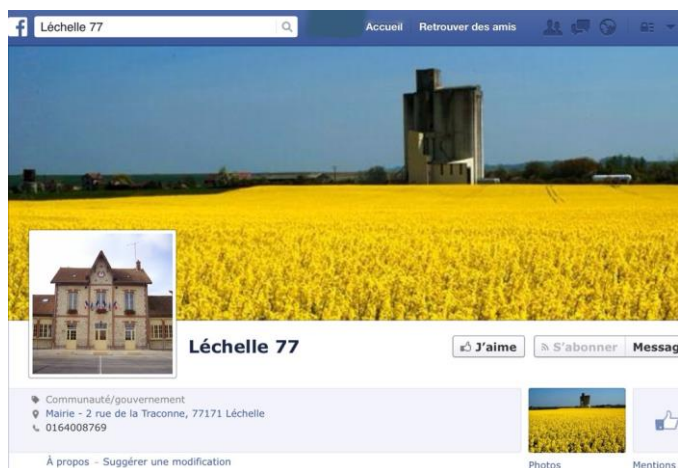 f Léchelle 77 Accueil Retrouver des amis
Léchelle 77 J'aime S'abonner Messag
Communauté/gouvernement
Mairie - 2 rue de la Traconne, 77171 Léchelle
0164008769
À propos - Suggérer une modification
Photos Mentions